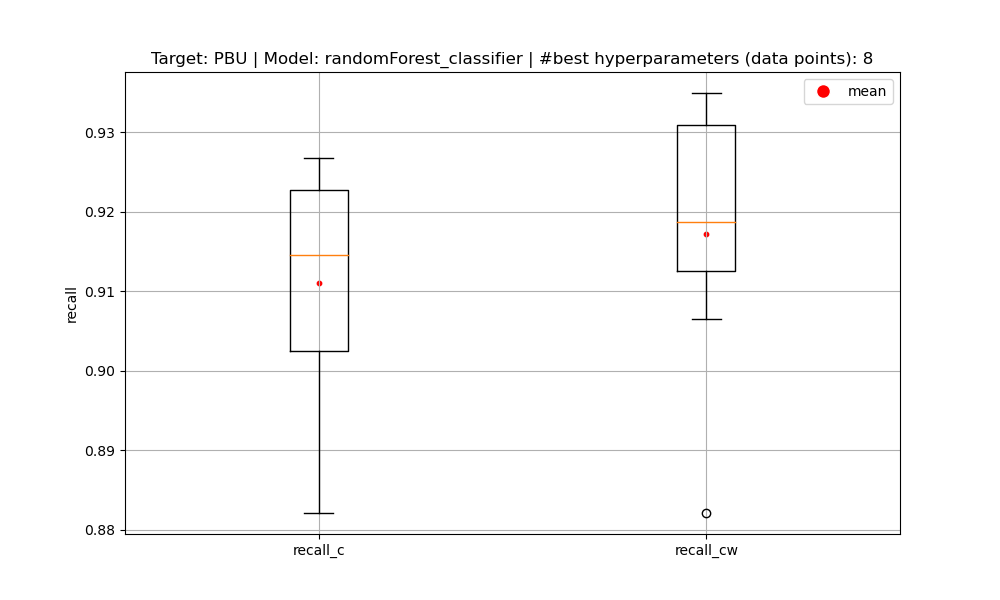 Target: PBU | Model: randomForest_classifier | #best hyperparameters (data points): 8
mean
0.93
0.92
0.91
0.90
0.89
0.88
recall
recall_c
recall_cw